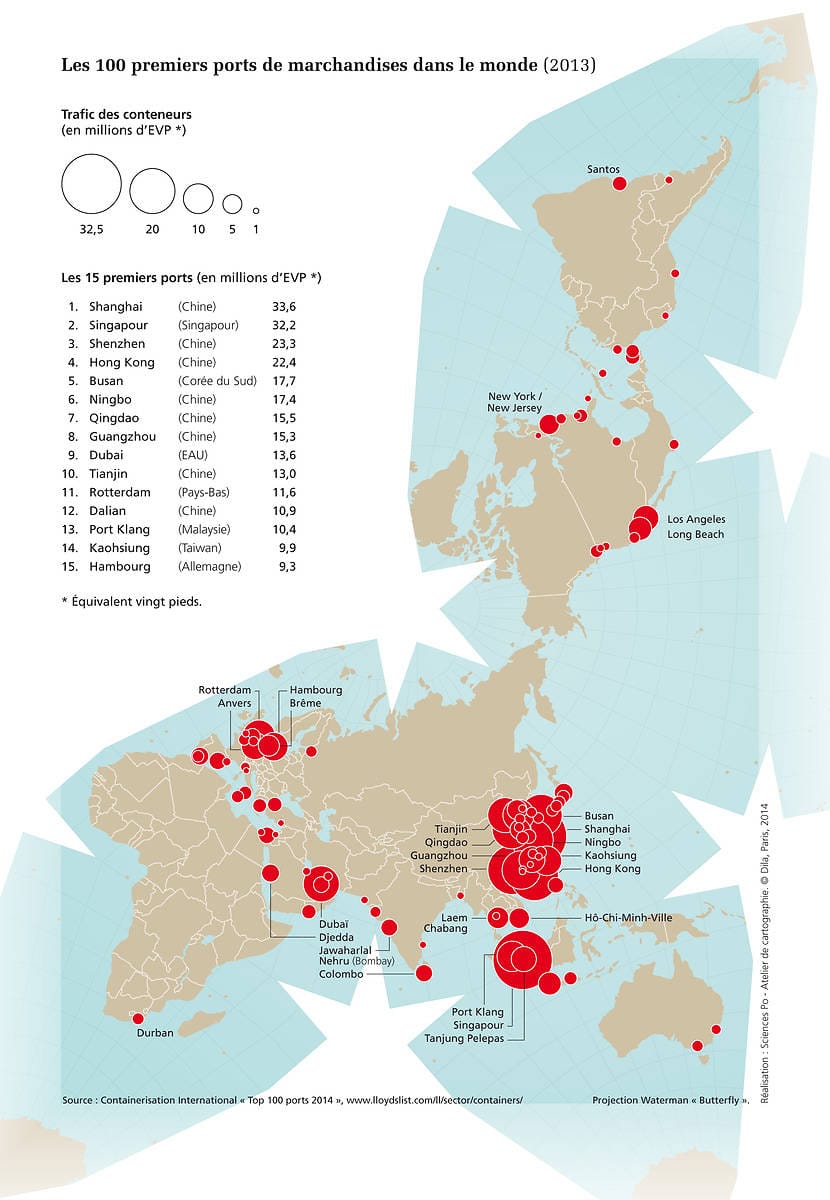 Les 100 premiers ports de marchandises dans le monde (2013)
Trafic des conteneurs
(en millions d’EVP *)
32,5 20 10 5 1
Les 15 premiers ports (en millions d’EVP *)
1. Shanghai (Chine) 33,6
2. Singapour (Singapour) 32,2
3. Shenzhen (Chine) 23,3
4. Hong Kong (Chine) 22,4
5. Busan (Corée du Sud) 17,7
6. Ningbo (Chine) 17,4
7. Qingdao (Chine) 15,5
8. Guangzhou (Chine) 15,3
9. Dubai (EAU) 13,6
10. Tianjin (Chine) 13,0
11. Rotterdam (Pays-Bas) 11,6
12. Dalian (Chine) 10,9
13. Port Klang (Malaysie) 10,4
14. Kaohsiung (Taiwan) 9,9
15. Hambourg (Allemagne) 9,3
* Équivalent vingt pieds.
Santos
New York /
New Jersey
Los Angeles
Long Beach
Rotterdam
Anvers
Hambourg
Brême
Tianjin
Qingdao
Guangzhou
Shenzhen
Busan
Shanghai
Ningbo
Kaohsiung
Hong Kong
Laem
Chabang
Hô-Chi-Minh-Ville
Dubaï
Djedda
Jawaharlal
Nehru (Bombay)
Colombo
Port Klang
Singapour
Tanjung Pelepas
Durban
Source : Containerisation International « Top 100 ports 2014 », www.lloydslist.com/ll/sector/containers/
Projection Waterman « Butterfly ».
Réalisation : Sciences Po - Atelier de cartographie. © Dila, Paris, 2014